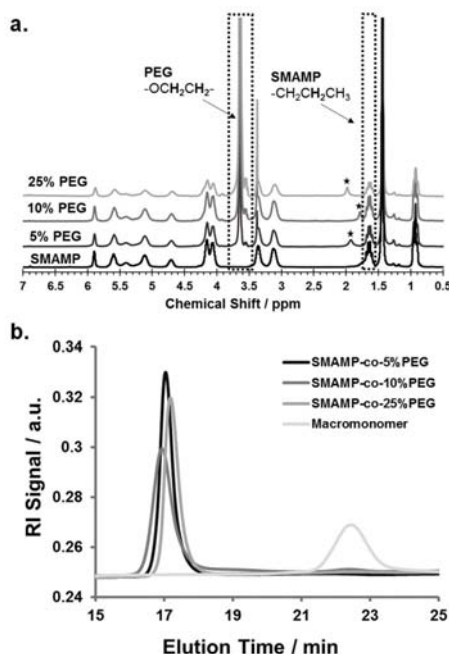 a.
PEG
-OCH₂CH₂-
SMAMP
-CH₂CH₂CH₃
25% PEG
*
10% PEG
*
5% PEG
*
SMAMP
7 6.5 6 5.5 5 4.5 4 3.5 3 2.5 2 1.5 1 0.5
Chemical Shift / ppm
b.
0.34
0.32
0.3
0.28
0.26
0.24
RI Signal / a.u.
SMAMP-co-5%PEG
SMAMP-co-10%PEG
SMAMP-co-25%PEG
Macromonomer
15 17 19 21 23 25
Elution Time / min